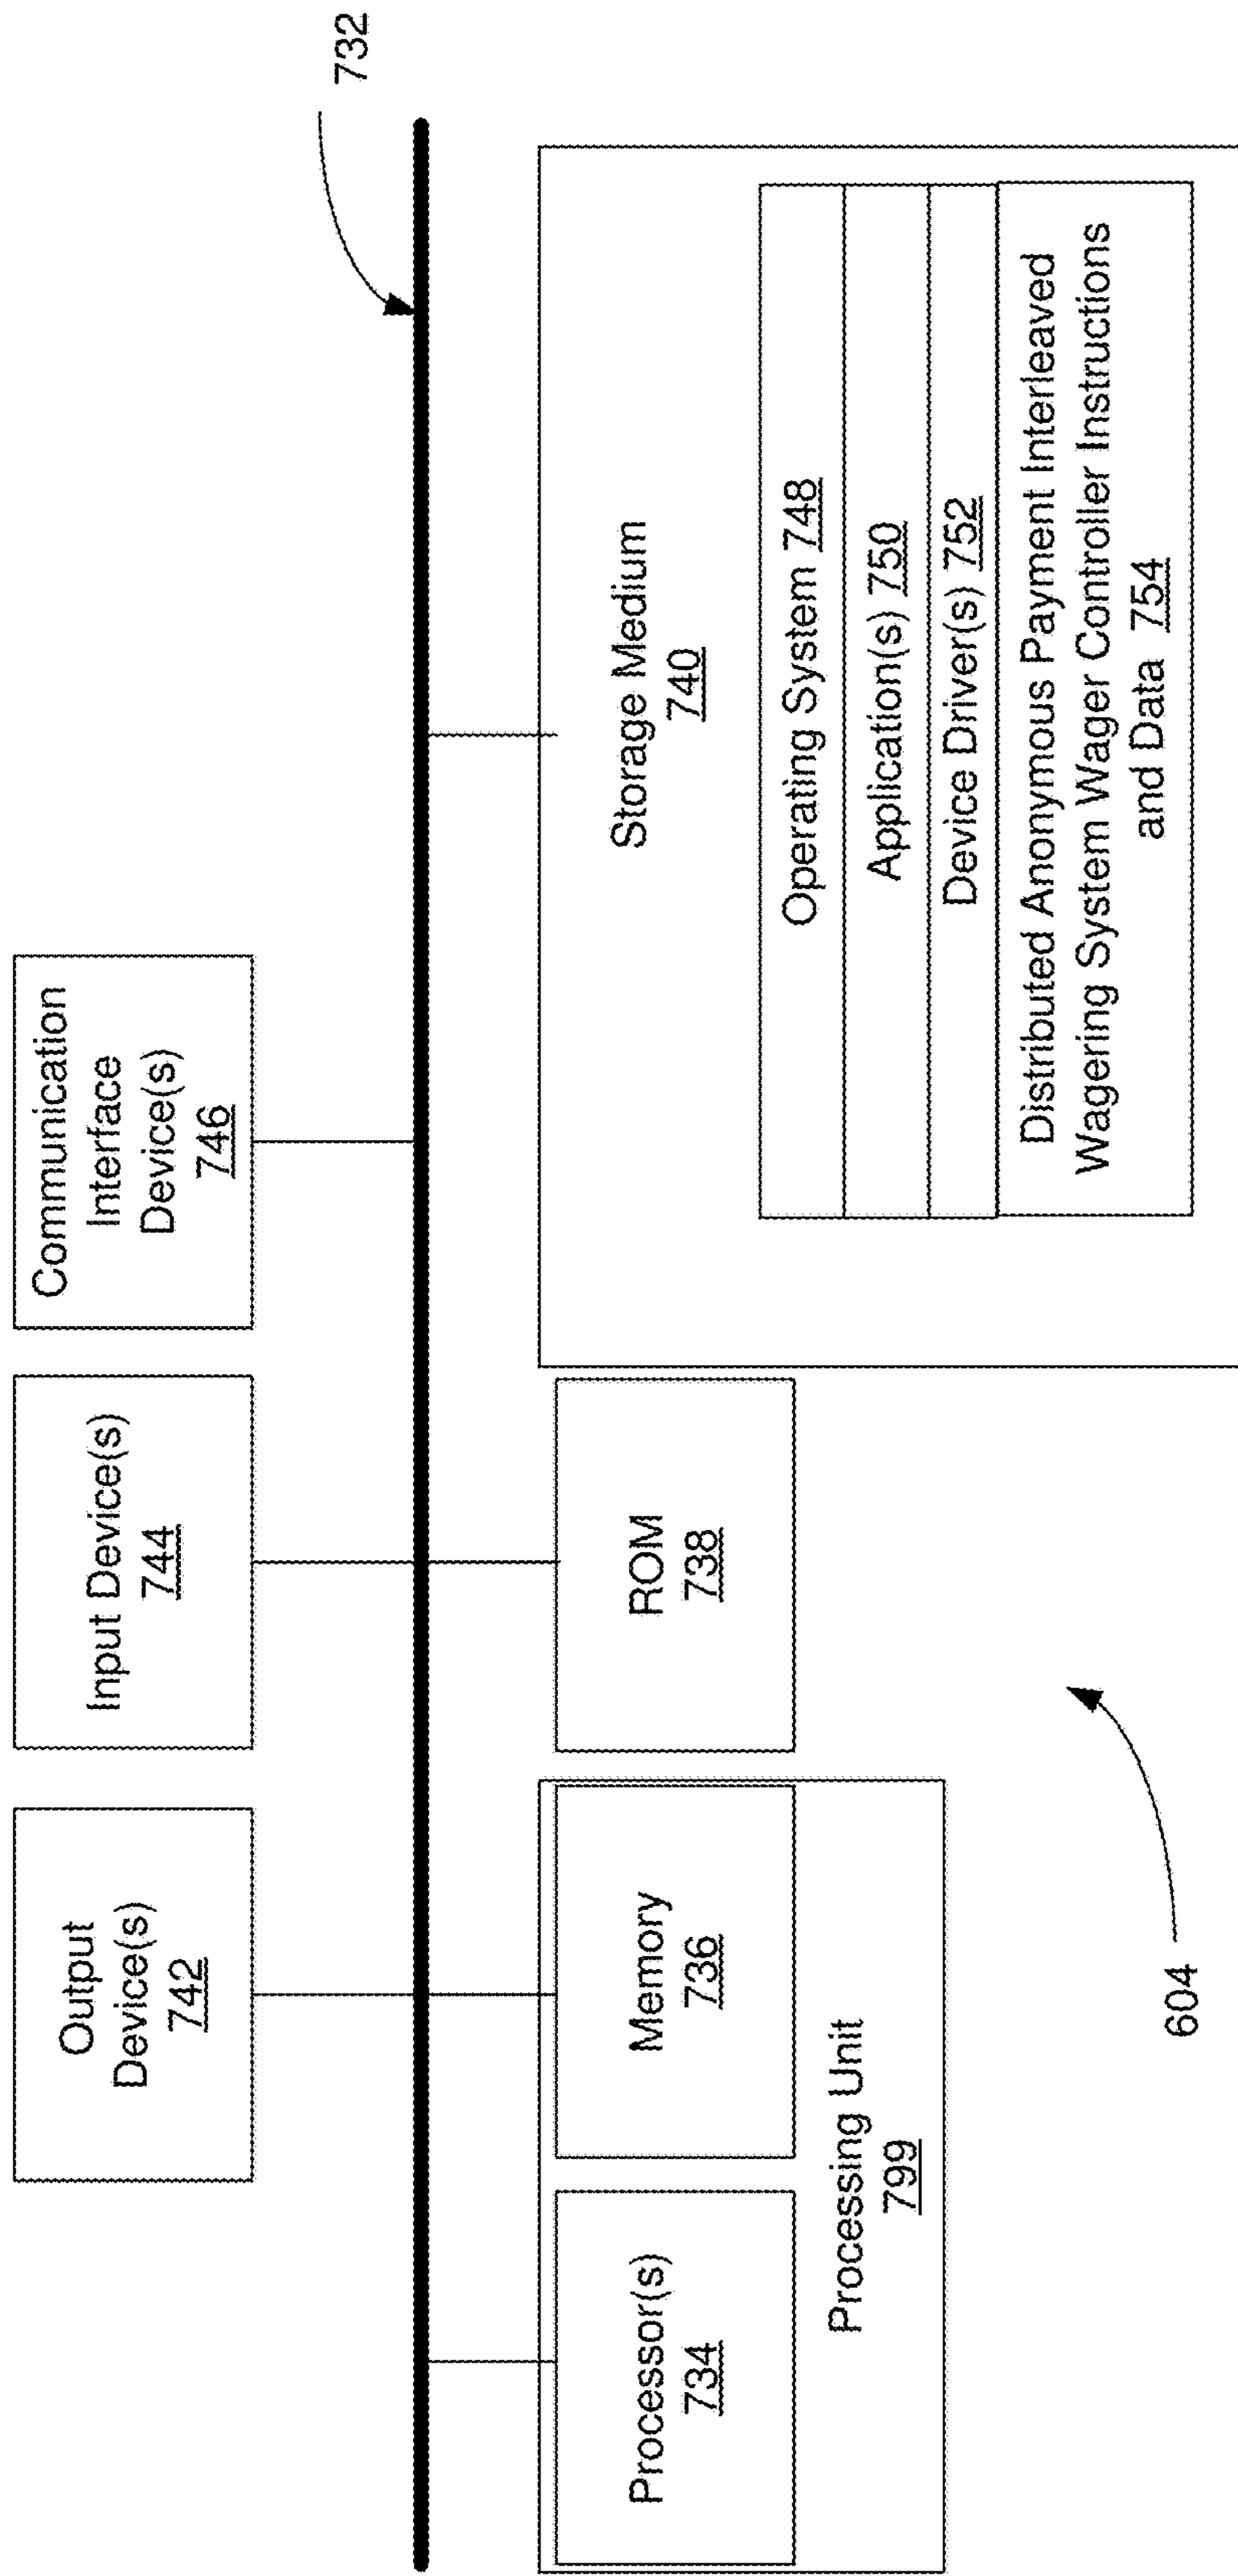 732
Output
Device(s)
742
Input Device(s)
744
Communication
Interface
Device(s)
746
Processor(s)
734
Memory
736
Processing Unit
799
ROM
738
Storage Medium
740
Operating System 748
Application(s) 750
Device Driver(s) 752
Distributed Anonymous Payment Interleaved
Wagering System Wager Controller Instructions
and Data 754
604